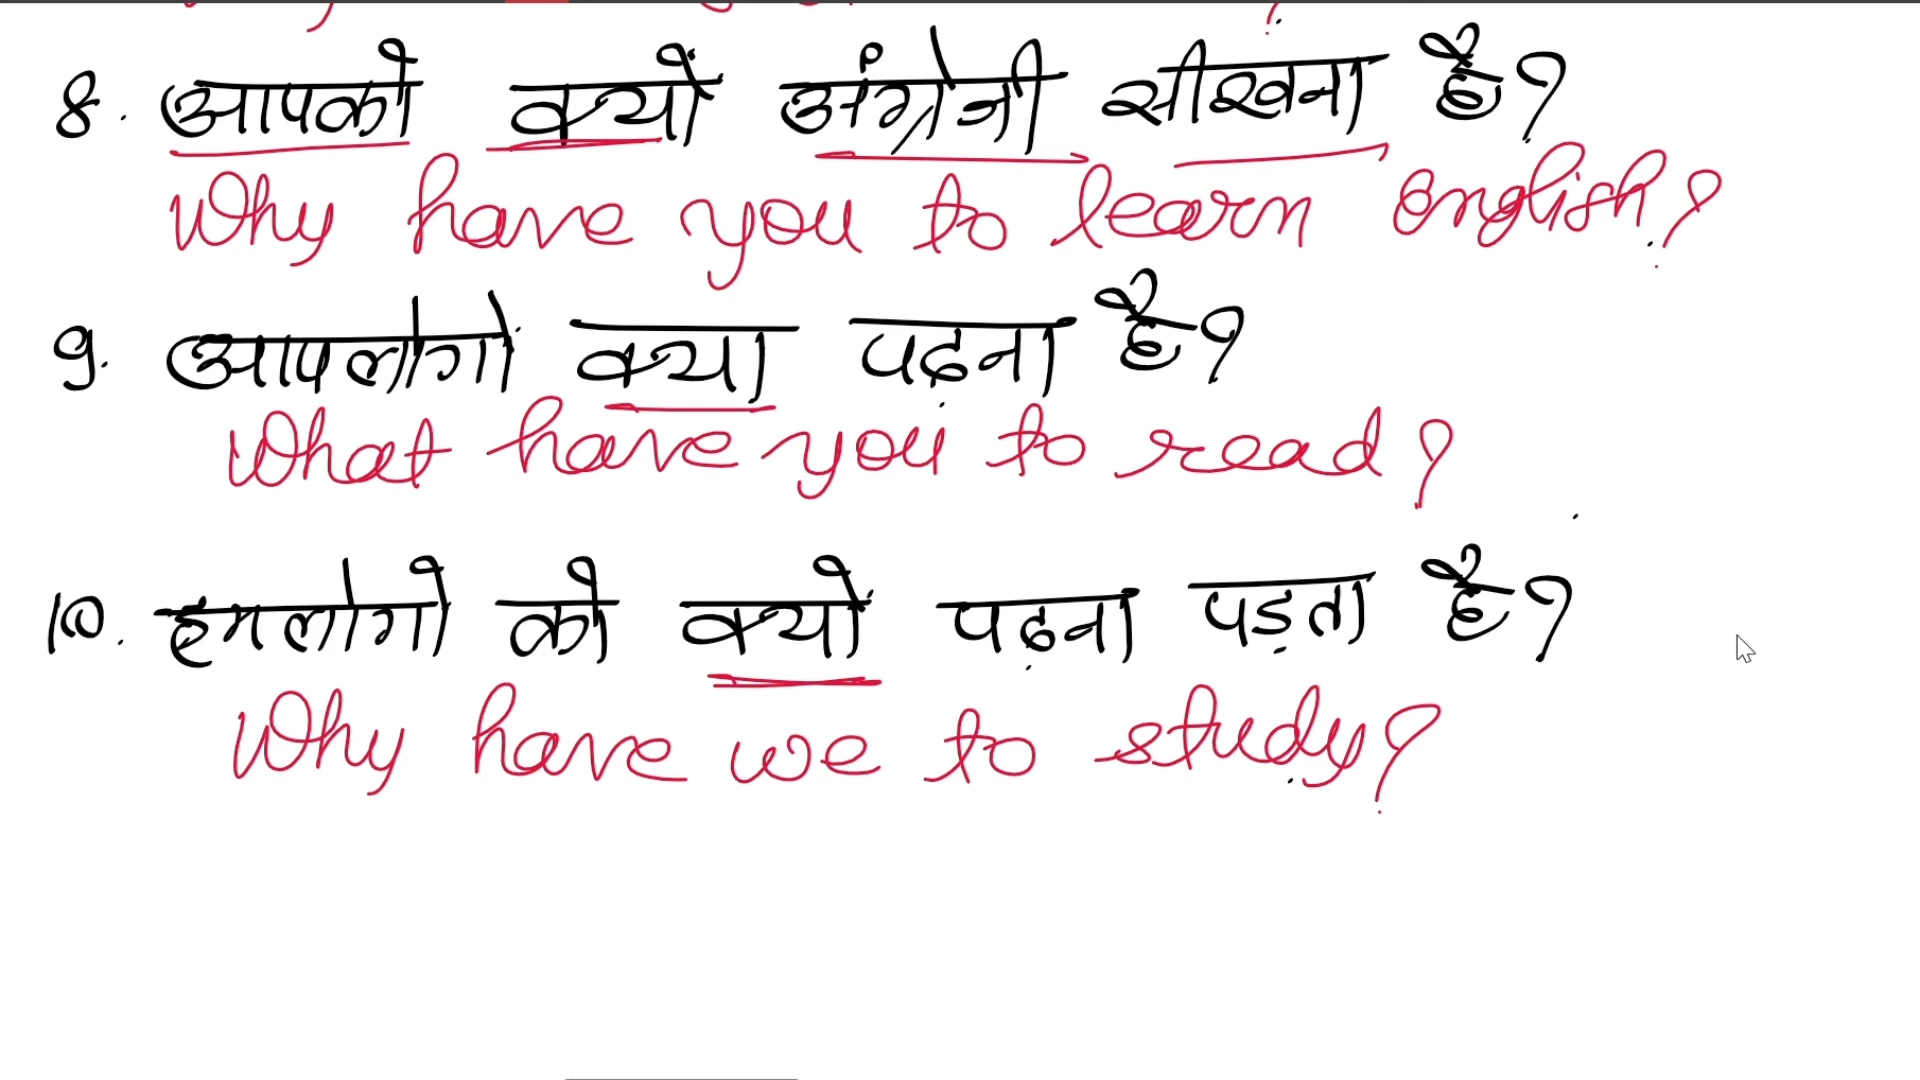 8. आपको क्यों अंग्रेजी सीखना है?
Why have you to learn English?
9. आपलोगों क्या पढ़ना है?
What have you to read?
10. हमलोगो को क्यों पढ़ना पड़ता है?
Why have we to study?